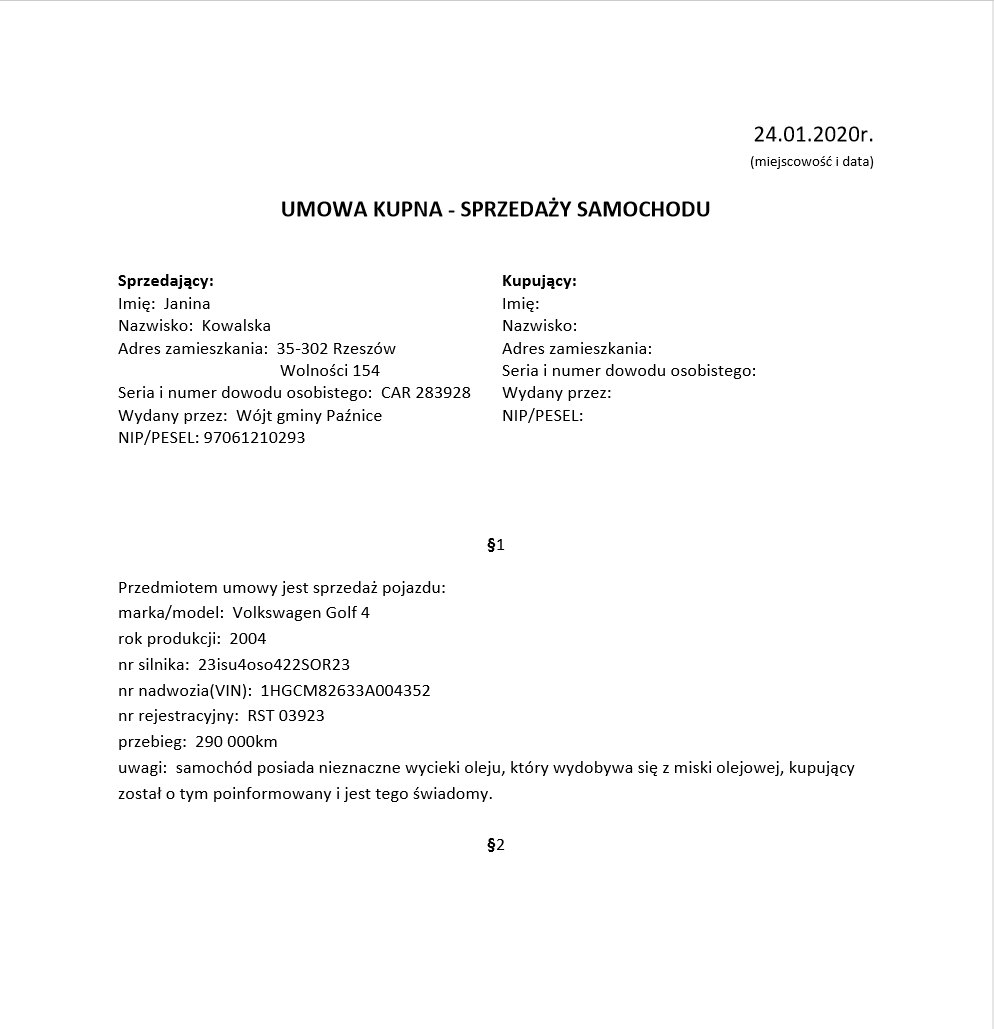 24.01.2020r.
(miejscowość i data)
UMOWA KUPNA - SPRZEDAŻY SAMOCHODU
Sprzedający:
Imię: Janina
Nazwisko: Kowalska
Adres zamieszkania: 35-302 Rzeszów
Wolności 154
Seria i numer dowodu osobistego: CAR 283928
Wydany przez: Wójt gminy Paźnice
NIP/PESEL: 97061210293
Kupujący:
Imię:
Nazwisko:
Adres zamieszkania:
Seria i numer dowodu osobistego:
Wydany przez:
NIP/PESEL:
§1
Przedmiotem umowy jest sprzedaż pojazdu:
marka/model: Volkswagen Golf 4
rok produkcji: 2004
nr silnika: 23isu4oso422SOR23
nr nadwozia(VIN): 1HGCM82633A004352
nr rejestracyjny: RST 03923
przebieg: 290 000km
uwagi: samochód posiada nieznaczne wycieki oleju, który wydobywa się z miski olejowej, kupujący
został o tym poinformowany i jest tego świadomy.
§2